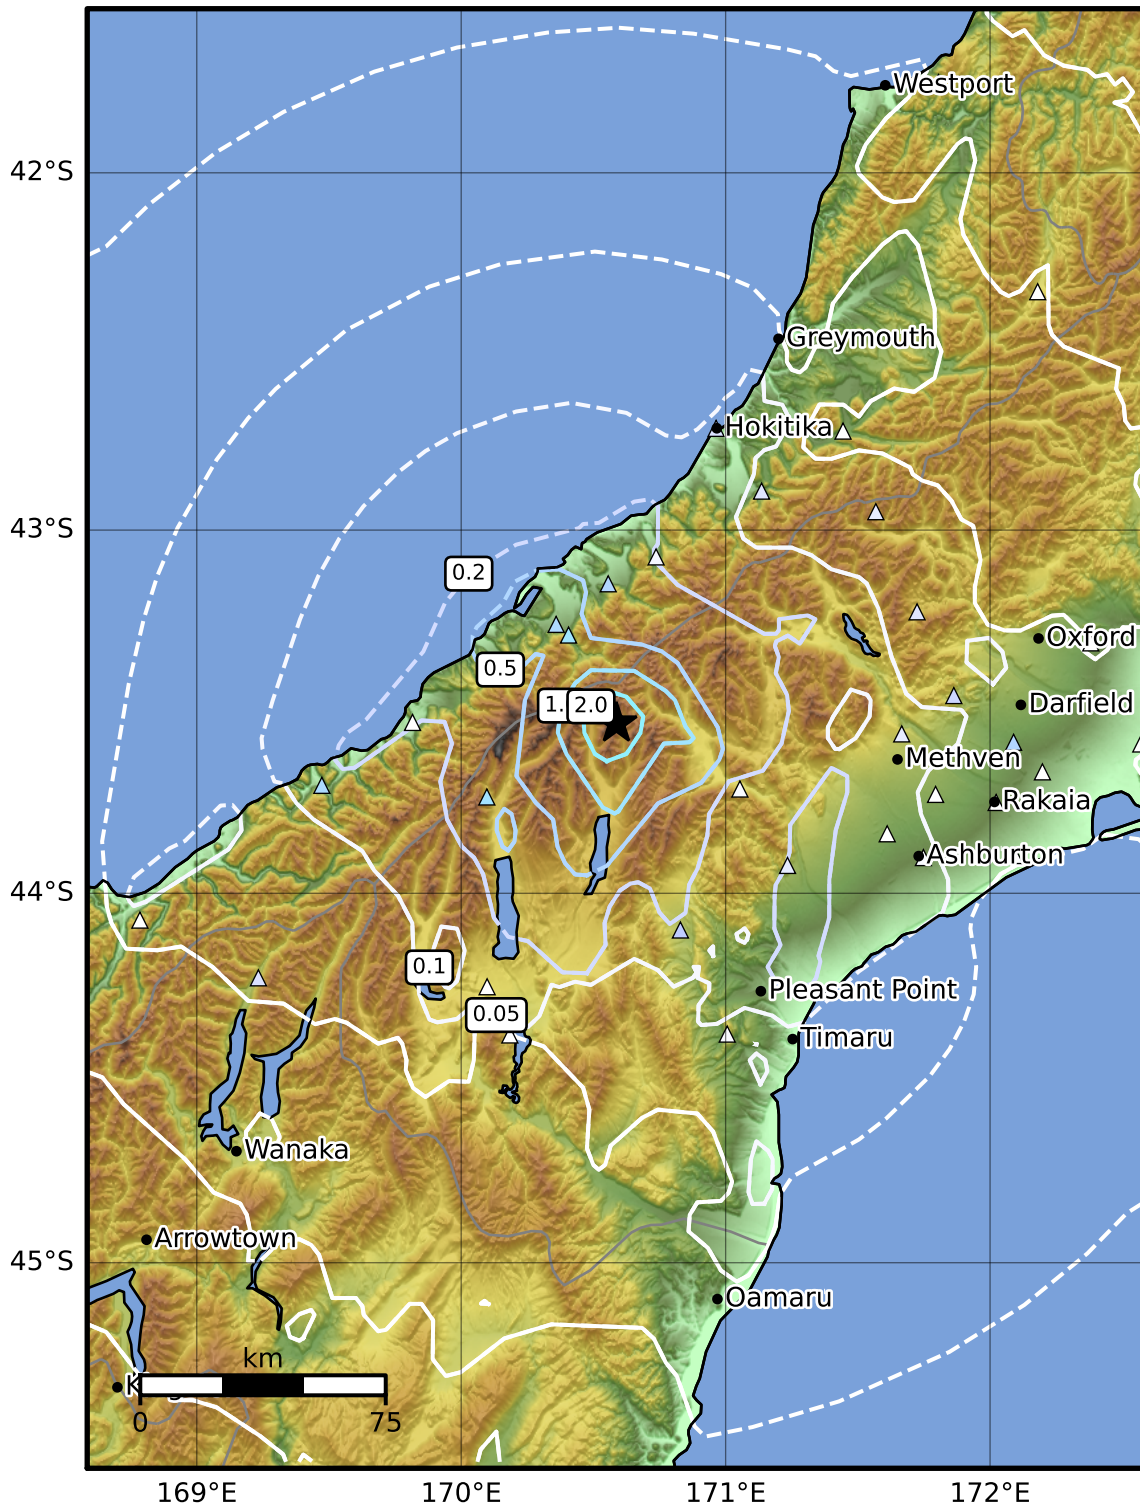 Westport
42°S
Greymouth
Hokitika
43°S
0.2
Oxford
0.5
1.
2.0
Darfield
Methven
Rakaia
Ashburton
44°S
0.1
Pleasant Point
0.05
Timaru
Wanaka
Arrowtown
45°S
Oamaru
km
K
0
75
169°E
170°E
171°E
172°E